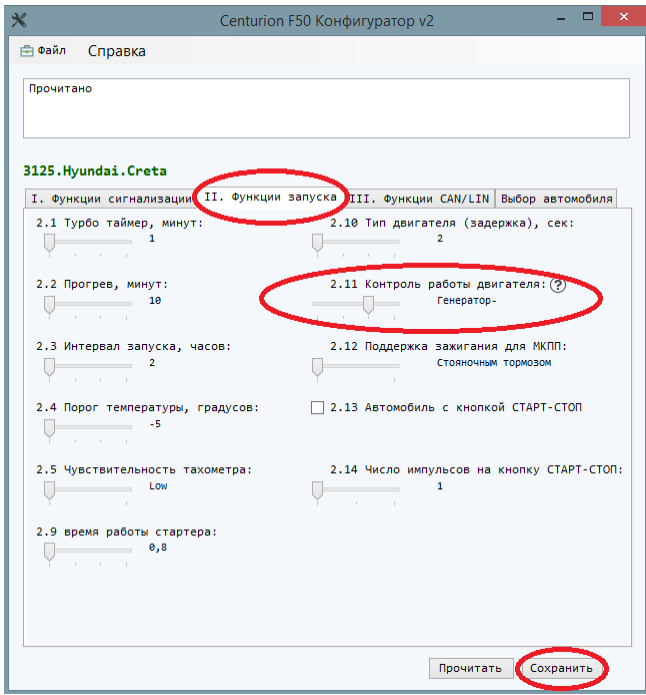 Centurion F50 Конфигуратор v2
Файл Справка
Прочитано
3125.Hyundai.Creta
I. Функции сигнализации II. Функции запуска III. Функции CAN/LIN Выбор автомобиля
2.1 Турбо таймер, минут:
1
2.2 Прогрев, минут:
10
2.3 Интервал запуска, часов:
2
2.4 Порог температуры, градусов:
-5
2.5 Чувствительность тахометра:
Low
2.9 время работы стартера:
0,8
2.10 Тип двигателя (задержка), сек:
2
2.11 Контроль работы двигателя: ?
Генератор-
2.12 Поддержка зажигания для МКПП:
Стояночным тормозом
2.13 Автомобиль с кнопкой СТАРТ-СТОП
2.14 Число импульсов на кнопку СТАРТ-СТОП:
1
Прочитать Сохранить